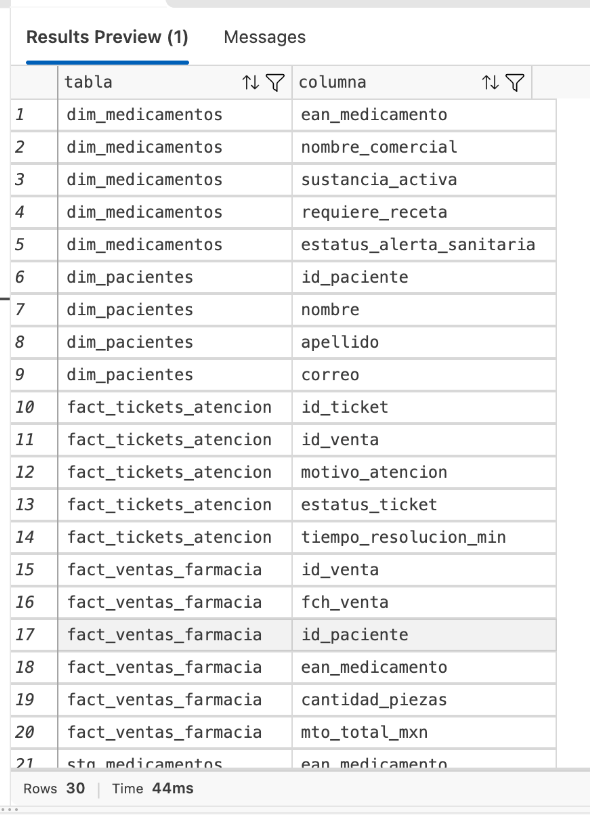 Results Preview (1) Messages
tabla columna
1 dim_medicamentos ean_medicamento
2 dim_medicamentos nombre_comercial
3 dim_medicamentos sustancia_activa
4 dim_medicamentos requiere_receta
5 dim_medicamentos estatus_alerta_sanitaria
6 dim_pacientes id_paciente
7 dim_pacientes nombre
8 dim_pacientes apellido
9 dim_pacientes correo
10 fact_tickets_atencion id_ticket
11 fact_tickets_atencion id_venta
12 fact_tickets_atencion motivo_atencion
13 fact_tickets_atencion estatus_ticket
14 fact_tickets_atencion tiempo_resolucion_min
15 fact_ventas_farmacia id_venta
16 fact_ventas_farmacia fch_venta
17 fact_ventas_farmacia id_paciente
18 fact_ventas_farmacia ean_medicamento
19 fact_ventas_farmacia cantidad_piezas
20 fact_ventas_farmacia mto_total_mxn
21 stg_medicamentos ean_medicamento
Rows 30 | Time 44ms